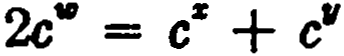 2c^w = c^x + c^y